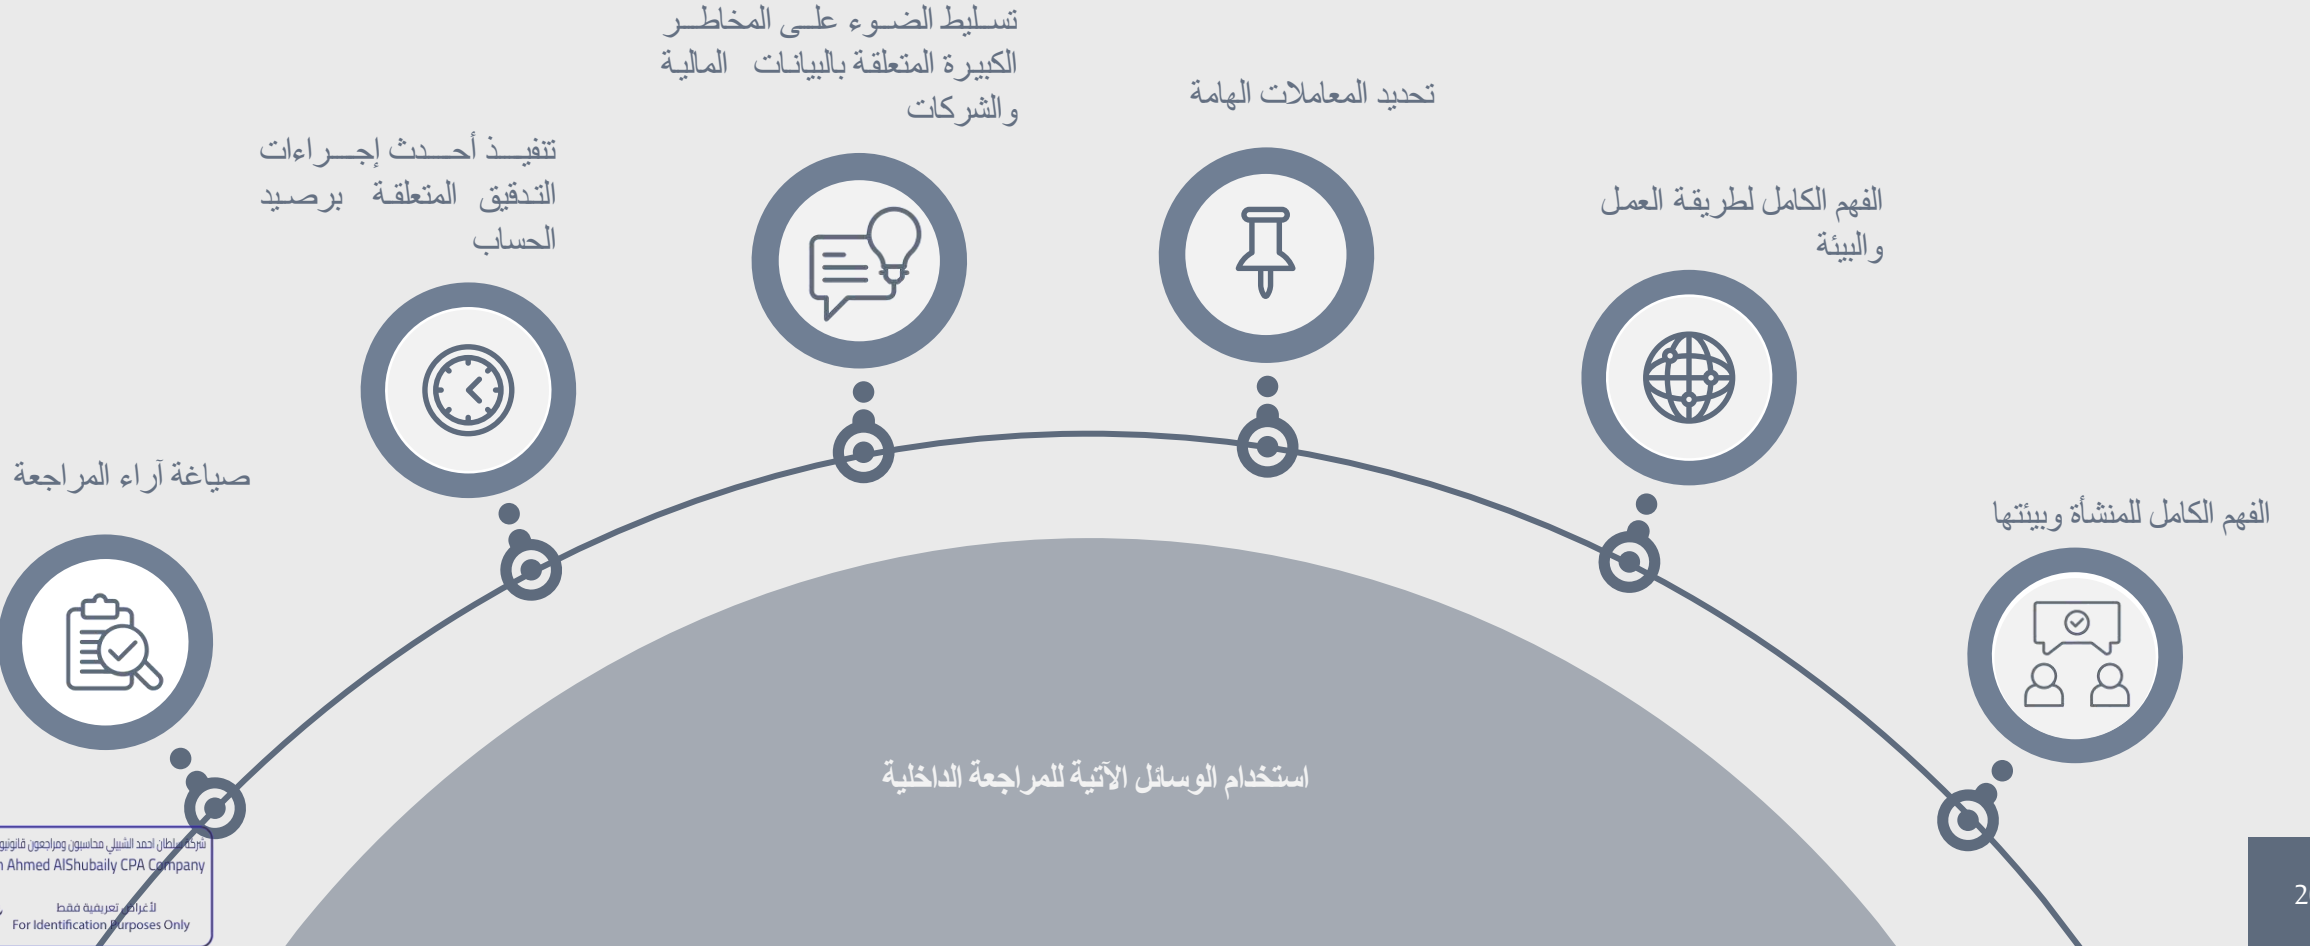 الفهم الكامل للمنشأة وبيئتها
الفهم الكامل لطريقة العمل
والبيئة
تحديد المعاملات الهامة
تسليط الضوء على المخاطر
الكبيرة المتعلقة بالبيانات المالية
والشركات
تنفيذ أحدث إجراءات
التدقيق المتعلقة برصيد
الحساب
صياغة آراء المراجعة
استخدام الوسائل الآتية للمراجعة الداخلية
شركة سلطان احمد الشبيلي محاسبون ومراجعون
Ahmed AlShubaily CPA Company
لأغراض تعريفية فقط
For Identification Purposes Only
2